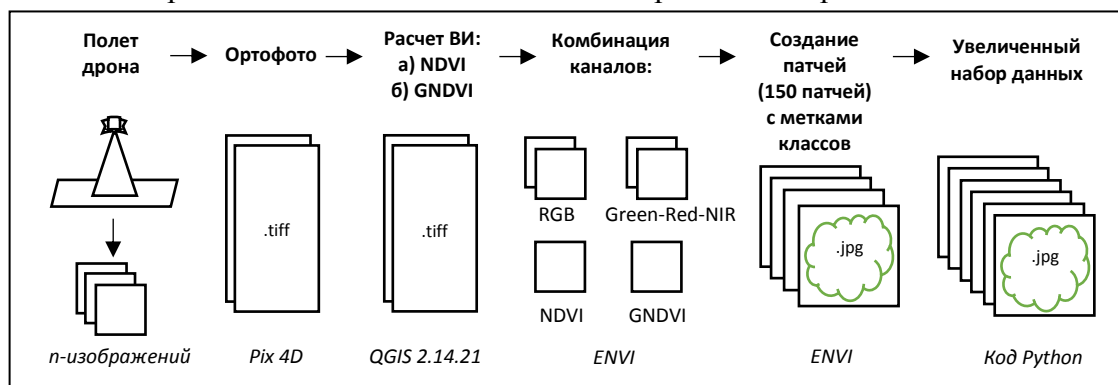 Полет
дрона
Ортофото
Расчет ВИ:
а) NDVI
б) GNDVI
Комбинация
каналов:
Создание
патчей
(150 патчей)
с метками
классов
Увеличенный
набор данных
.tiff
.tiff
RGB
Green-Red-NIR
NDVI
GNDVI
.jpg
.jpg
n-изображений
Pix 4D
QGIS 2.14.21
ENVI
ENVI
Код Python